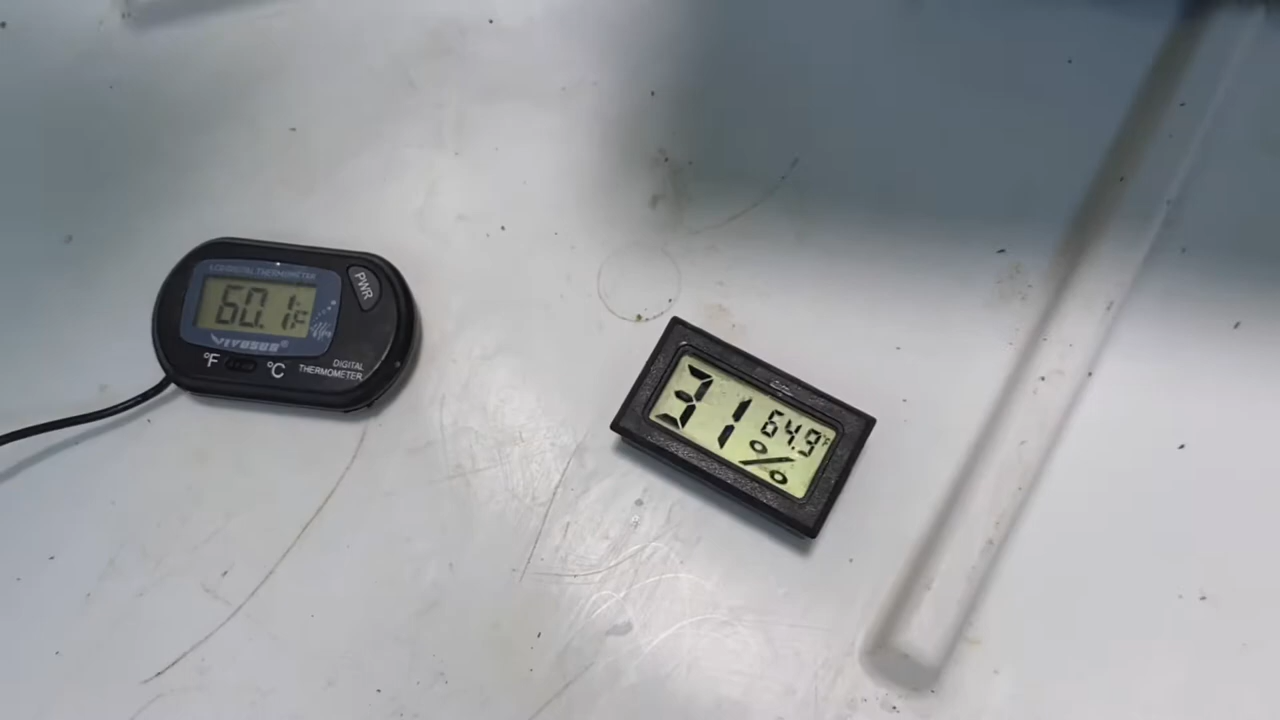 LCD DIGITAL THERMOMETER
PWR
60.1°F
VIVOSUN®
°F °C
DIGITAL
THERMOMETER
31%
64.9°F